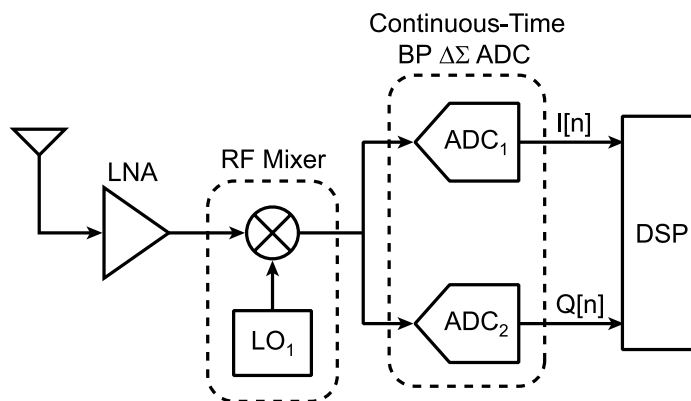 Continuous-Time
BP ΔΣ ADC
LNA
RF Mixer
ADC₁
I[n]
DSP
LO₁
ADC₂
Q[n]